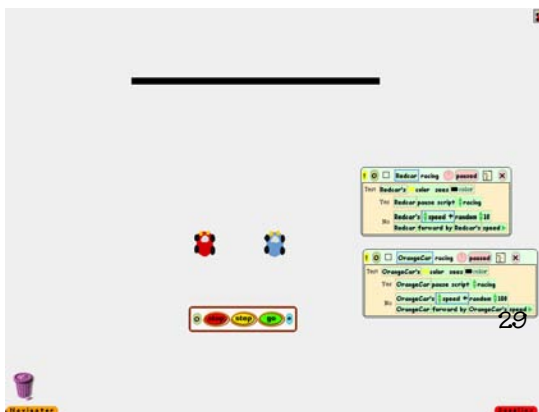 Redcar racing paused
Test Redcar's color sees color
Yes Redcar pause script racing
No Redcar's speed random 10
Redcar forward by Redcar's speed
OrangeCar racing paused
Test OrangeCar's color sees color
Yes OrangeCar pause script racing
No OrangeCar's speed random 100
OrangeCar forward by OrangeCar's speed
29
stop step go
Navigator